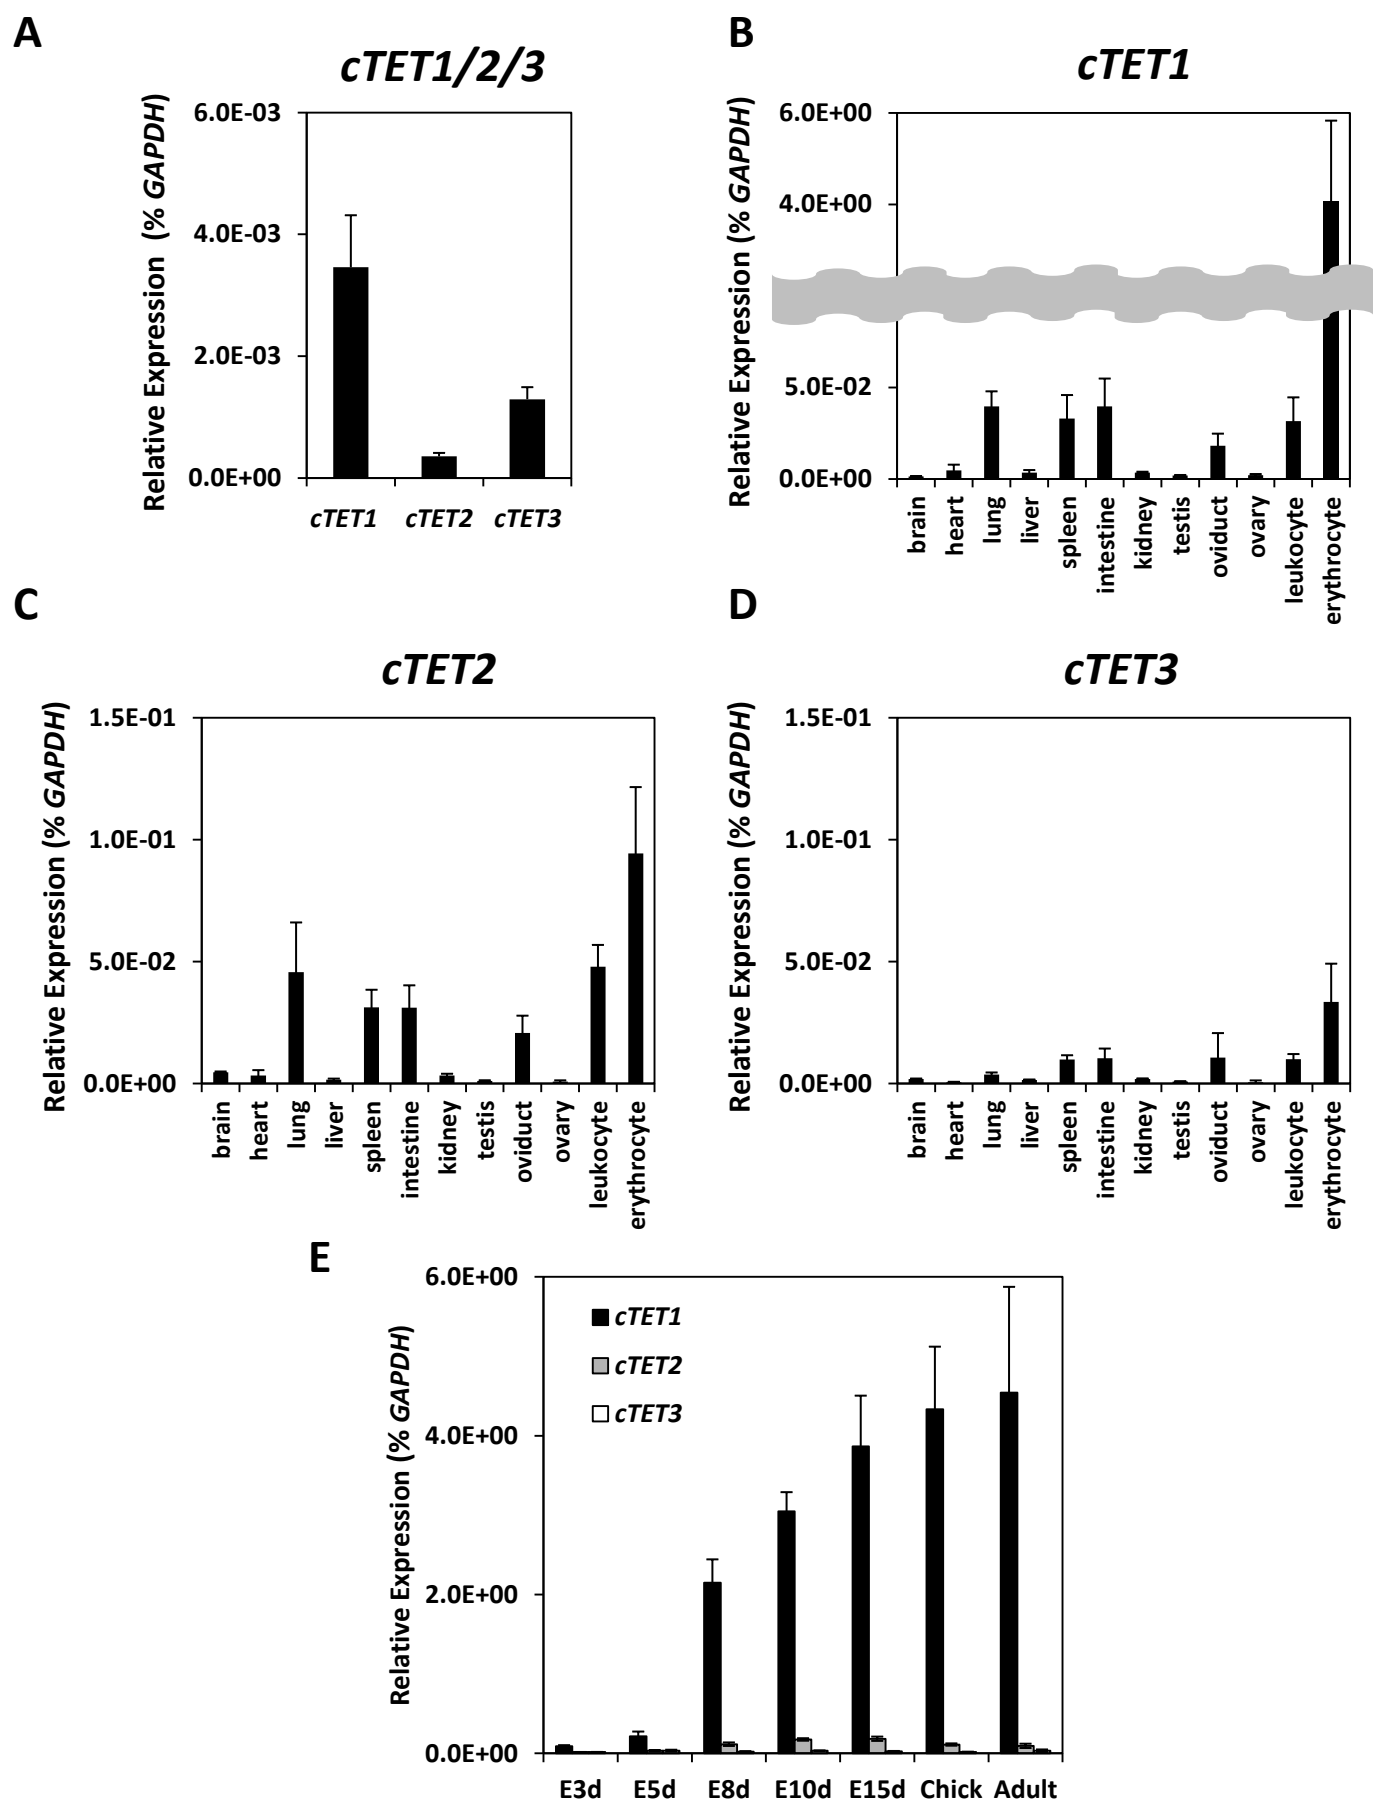 A
cTET1/2/3
Relative Expression (% GAPDH)
6.0E-03
4.0E-03
2.0E-03
0.0E+00
cTET1 cTET2 cTET3
B
cTET1
Relative Expression (% GAPDH)
6.0E+00
4.0E+00
5.0E-02
0.0E+00
brain
heart
lung
liver
spleen
intestine
kidney
testis
oviduct
ovary
leukocyte
erythrocyte
C
cTET2
Relative Expression (% GAPDH)
1.5E-01
1.0E-01
5.0E-02
0.0E+00
brain
heart
lung
liver
spleen
intestine
kidney
testis
oviduct
ovary
leukocyte
erythrocyte
D
cTET3
Relative Expression (% GAPDH)
1.5E-01
1.0E-01
5.0E-02
0.0E+00
brain
heart
lung
liver
spleen
intestine
kidney
testis
oviduct
ovary
leukocyte
erythrocyte
E
Relative Expression (% GAPDH)
6.0E+00
4.0E+00
2.0E+00
0.0E+00
cTET1
cTET2
cTET3
E3d E5d E8d E10d E15d Chick Adult